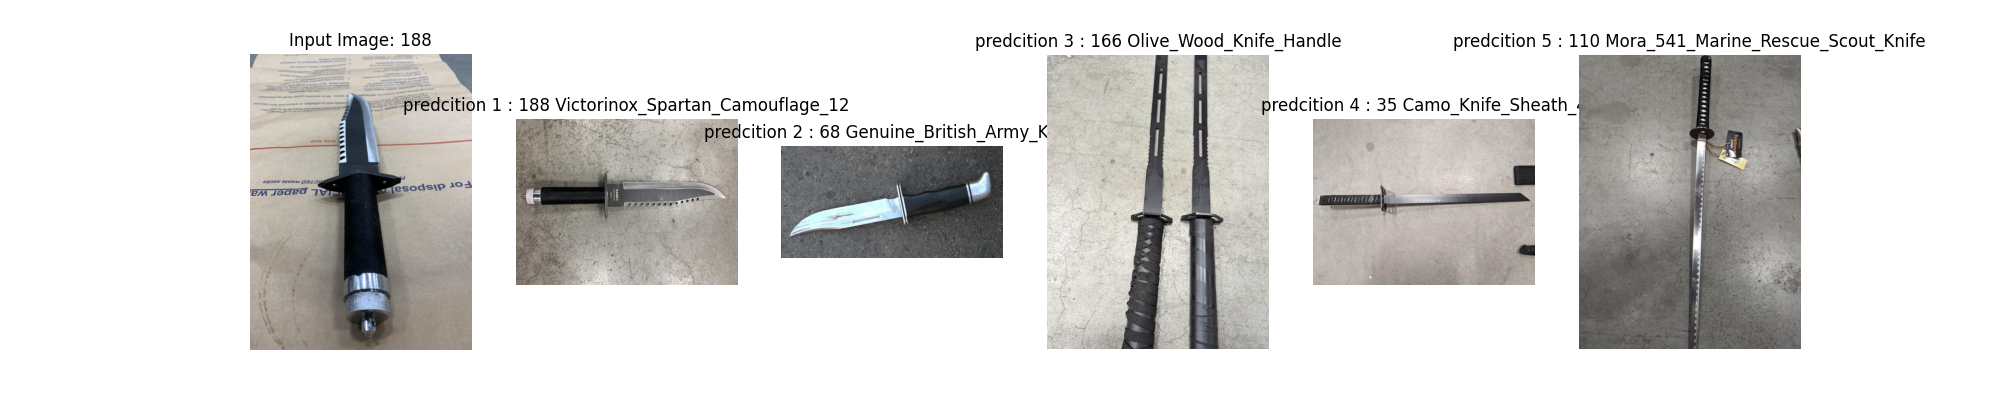 Input Image: 188
predcition 1 : 188 Victorinox_Spartan_Camouflage_12
predcition 2 : 68 Genuine_British_Army_K
predcition 3 : 166 Olive_Wood_Knife_Handle
predcition 4 : 35 Camo_Knife_Sheath_
predcition 5 : 110 Mora_541_Marine_Rescue_Scout_Knife
For disposal
paper wa